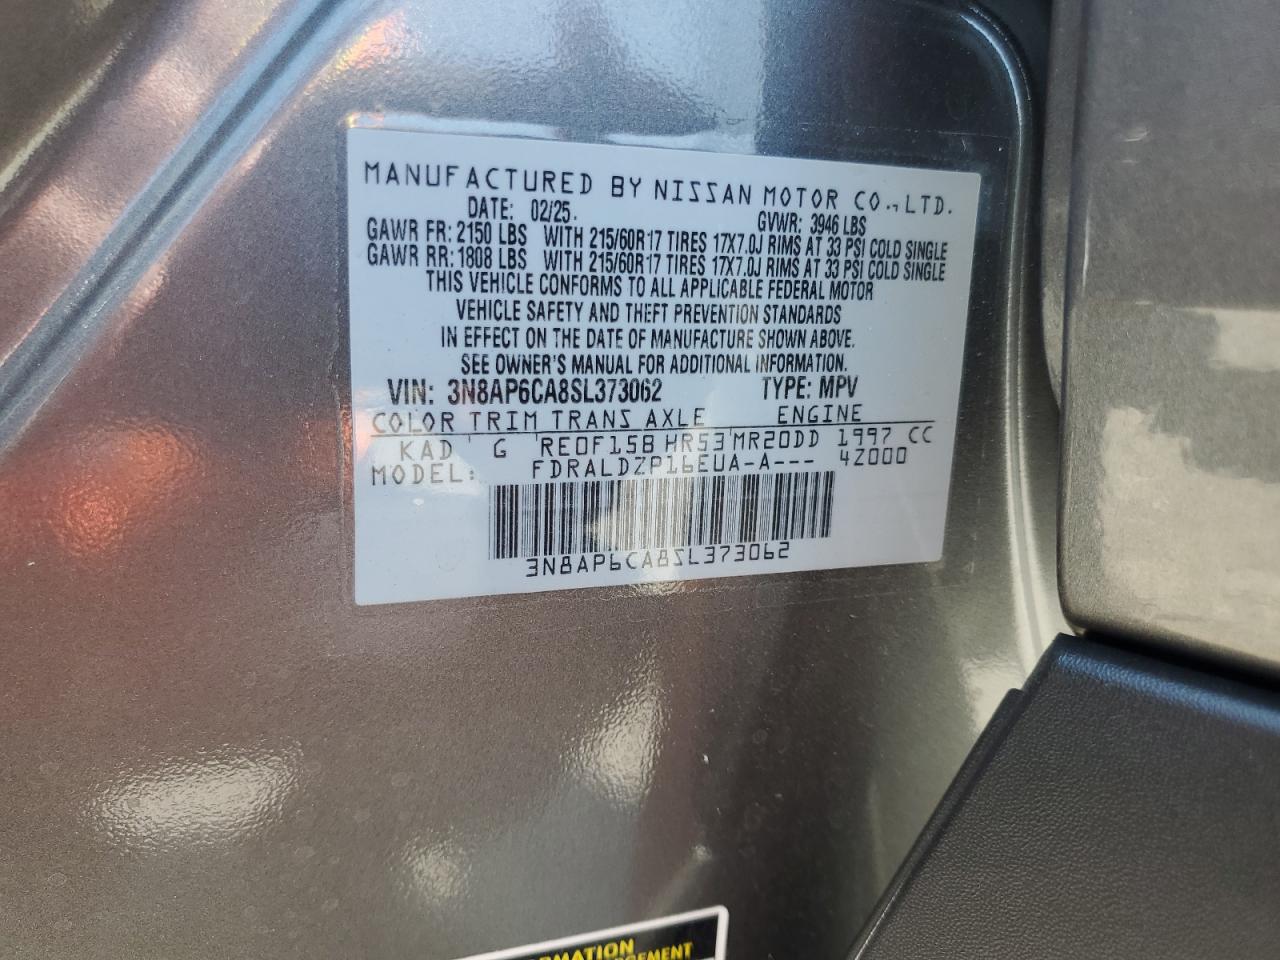 MANUFACTURED BY NISSAN MOTOR CO.,LTD.
DATE: 02/25. GVWR: 3946 LBS
GAWR FR: 2150 LBS WITH 215/60R17 TIRES 17X7.0J RIMS AT 33 PSI COLD SINGLE
GAWR RR: 1808 LBS WITH 215/60R17 TIRES 17X7.0J RIMS AT 33 PSI COLD SINGLE
THIS VEHICLE CONFORMS TO ALL APPLICABLE FEDERAL MOTOR
VEHICLE SAFETY AND THEFT PREVENTION STANDARDS
IN EFFECT ON THE DATE OF MANUFACTURE SHOWN ABOVE.
SEE OWNER'S MANUAL FOR ADDITIONAL INFORMATION.
VIN: 3N8AP6CA8SL373062 TYPE: MPV
COLOR TRIM TRANS AXLE ENGINE
KAD G RE0F15B HR53 MR20DD 1997 CC
MODEL: FDRALDZP16EUA-A--- 42000
3N8AP6CA8SL373062